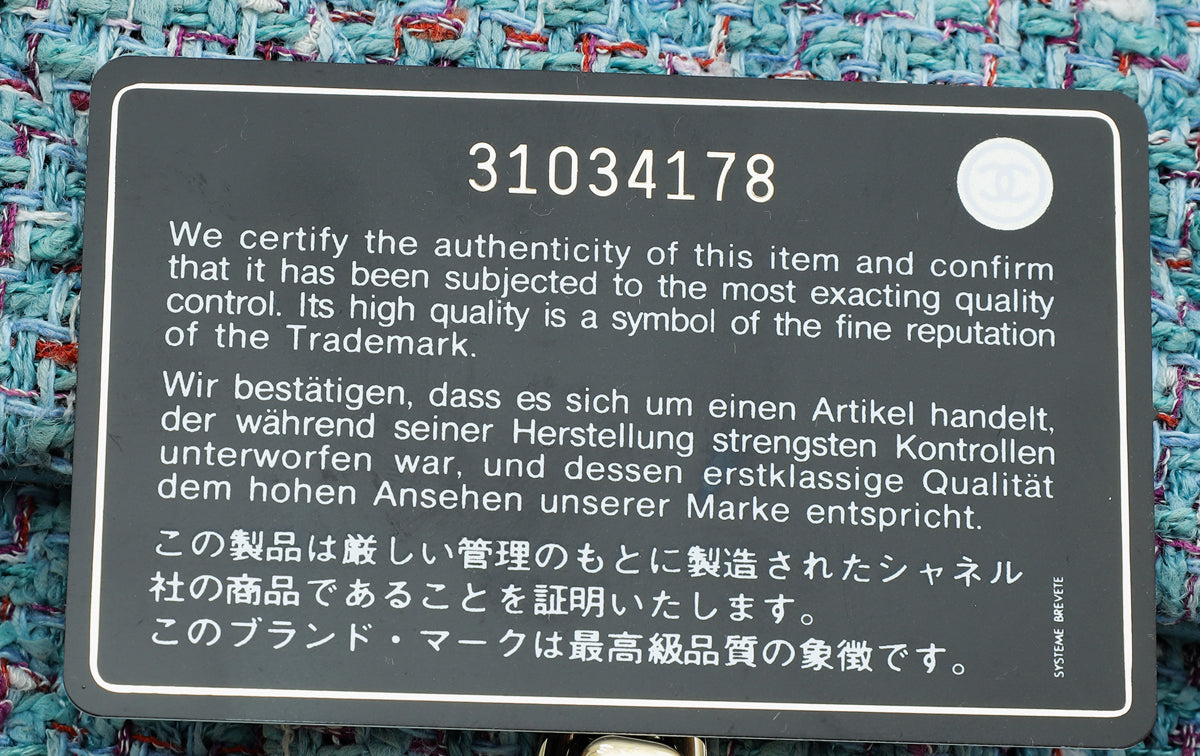 31034178
We certify the authenticity of this item and confirm
that it has been subjected to the most exacting quality
control. Its high quality is a symbol of the fine reputation
of the Trademark.
Wir bestätigen, dass es sich um einen Artikel handelt,
der während seiner Herstellung strengsten Kontrollen
unterworfen war, und dessen erstklassige Qualität
dem hohen Ansehen unserer Marke entspricht.
この製品は厳しい管理のもとに製造されたシャネル
社の商品であることを証明いたします。
このブランド・マークは最高級品質の象徴です。
SYSTEME BREVETE